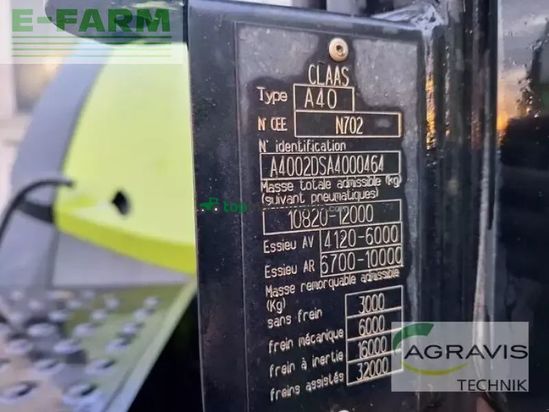 E-FARM
CLAAS
Type A40
N° CEE N702
N° identification
A4002DSA4000464
Masse totale admissible (kg)
(suivant pneumatiques)
10820-12000
Essieu AV 4120-6000
Essieu AR 6700-10000
Masse remorquable admissible
(Kg)
sans frein 3000
frein mécanique 6000
frein à inertie 16000
freins assistés 32000
top
AGRAVIS
TECHNIK